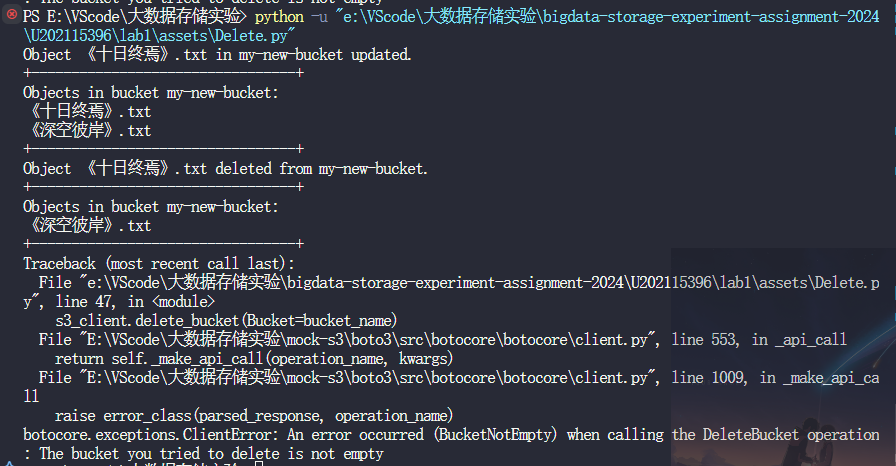 : The bucket you tried to delete is not empty
PS E:\VScode\大数据存储实验> python -u "e:\VScode\大数据存储实验\bigdata-storage-experiment-assignment-2024
\U202115396\lab1\assets\Delete.py"
Object 《十日终焉》.txt in my-new-bucket updated.
+---------------------------------+
Objects in bucket my-new-bucket:
《十日终焉》.txt
《深空彼岸》.txt
+---------------------------------+
Object 《十日终焉》.txt deleted from my-new-bucket.
+---------------------------------+
Objects in bucket my-new-bucket:
《深空彼岸》.txt
+---------------------------------+
Traceback (most recent call last):
  File "e:\VScode\大数据存储实验\bigdata-storage-experiment-assignment-2024\U202115396\lab1\assets\Delete.p
y", line 47, in <module>
    s3_client.delete_bucket(Bucket=bucket_name)
  File "E:\VScode\大数据存储实验\mock-s3\boto3\src\botocore\botocore\client.py", line 553, in _api_call
    return self._make_api_call(operation_name, kwargs)
  File "E:\VScode\大数据存储实验\mock-s3\boto3\src\botocore\botocore\client.py", line 1009, in _make_api_ca
ll
    raise error_class(parsed_response, operation_name)
botocore.exceptions.ClientError: An error occurred (BucketNotEmpty) when calling the DeleteBucket operation
: The bucket you tried to delete is not empty